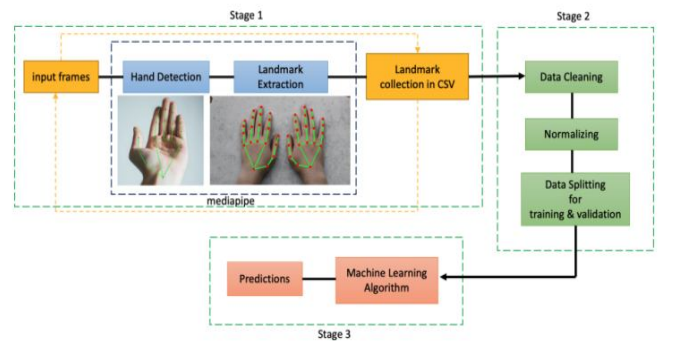 Stage 1
Stage 2
input frames
Hand Detection
Landmark
Extraction
Landmark
collection in CSV
Data Cleaning
Normalizing
Data Splitting
for
training & validation
mediapipe
Predictions
Machine Learning
Algorithm
Stage 3